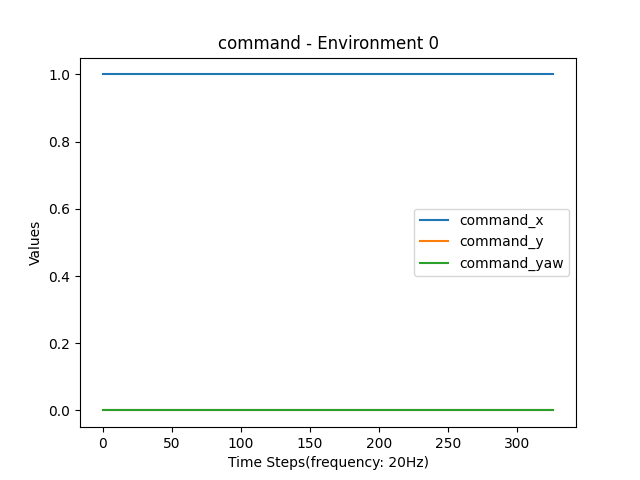 command - Environment 0
Values
1.0
0.8
0.6
0.4
0.2
0.0
command_x
command_y
command_yaw
0 50 100 150 200 250 300
Time Steps(frequency: 20Hz)